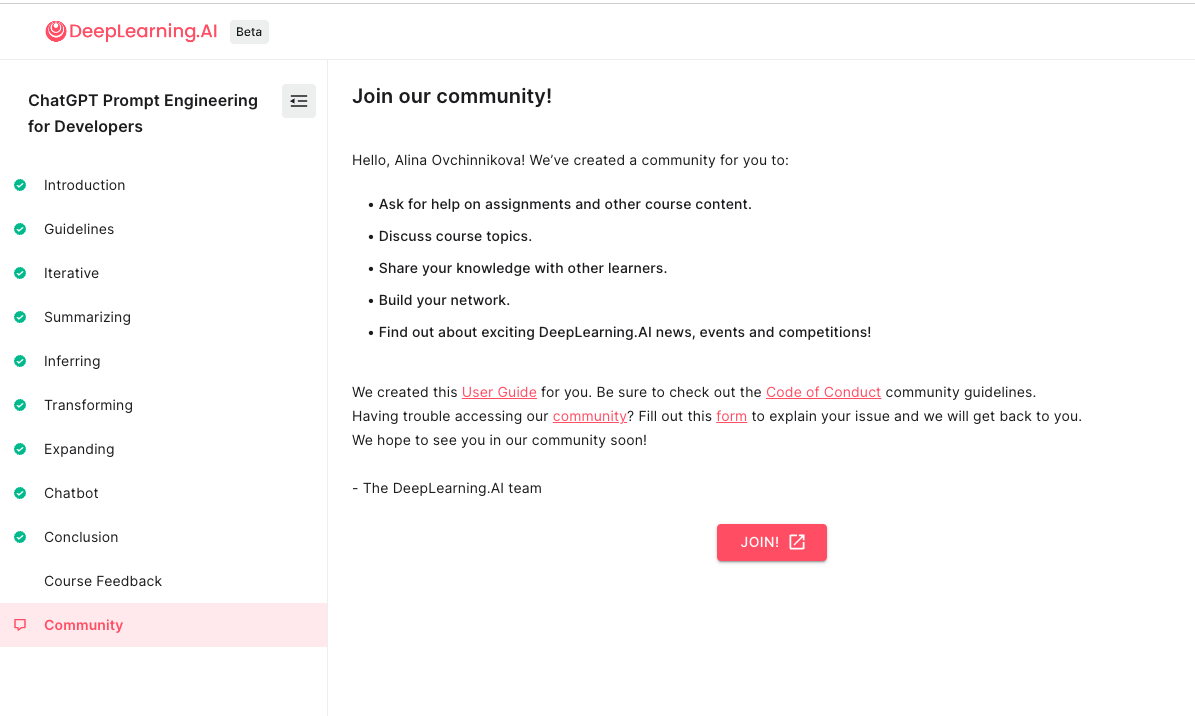 DeepLearning.AI Beta
ChatGPT Prompt Engineering
for Developers
Introduction
Guidelines
Iterative
Summarizing
Inferring
Transforming
Expanding
Chatbot
Conclusion
Course Feedback
Community
Join our community!
Hello, Alina Ovchinnikova! We’ve created a community for you to:
• Ask for help on assignments and other course content.
• Discuss course topics.
• Share your knowledge with other learners.
• Build your network.
• Find out about exciting DeepLearning.AI news, events and competitions!
We created this User Guide for you. Be sure to check out the Code of Conduct community guidelines.
Having trouble accessing our community? Fill out this form to explain your issue and we will get back to you.
We hope to see you in our community soon!
- The DeepLearning.AI team
JOIN!